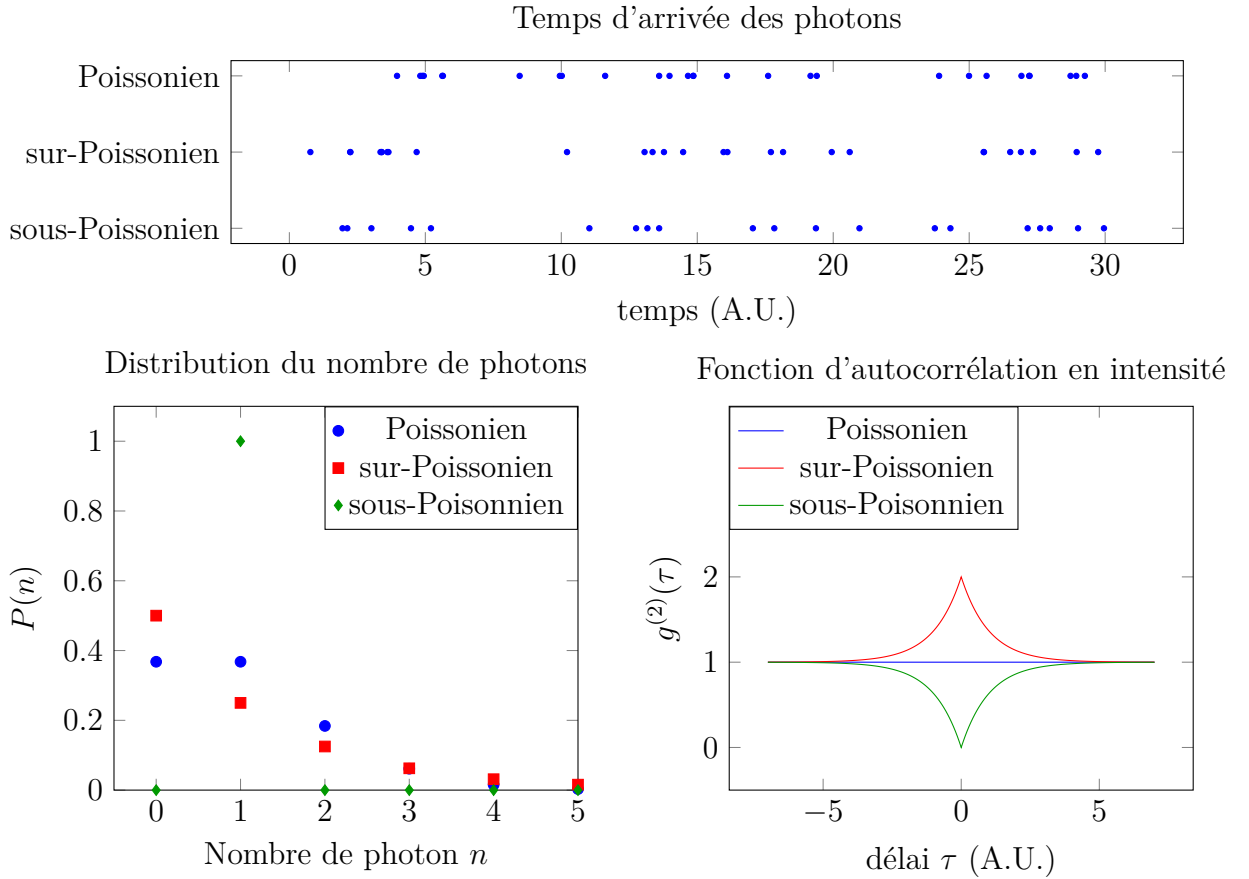 Temps d'arrivée des photons
Poissonien
sur-Poissonien
sous-Poissonien
0 5 10 15 20 25 30
temps (A.U.)
Distribution du nombre de photons
Poissonien
sur-Poissonien
sous-Poisonnien
1
0.8
0.6
0.4
0.2
0
P(n)
0 1 2 3 4 5
Nombre de photon n
Fonction d'autocorrélation en intensité
Poissonien
sur-Poissonien
sous-Poisonnien
2
1
0
g^{(2)}(τ)
−5 0 5
délai τ (A.U.)